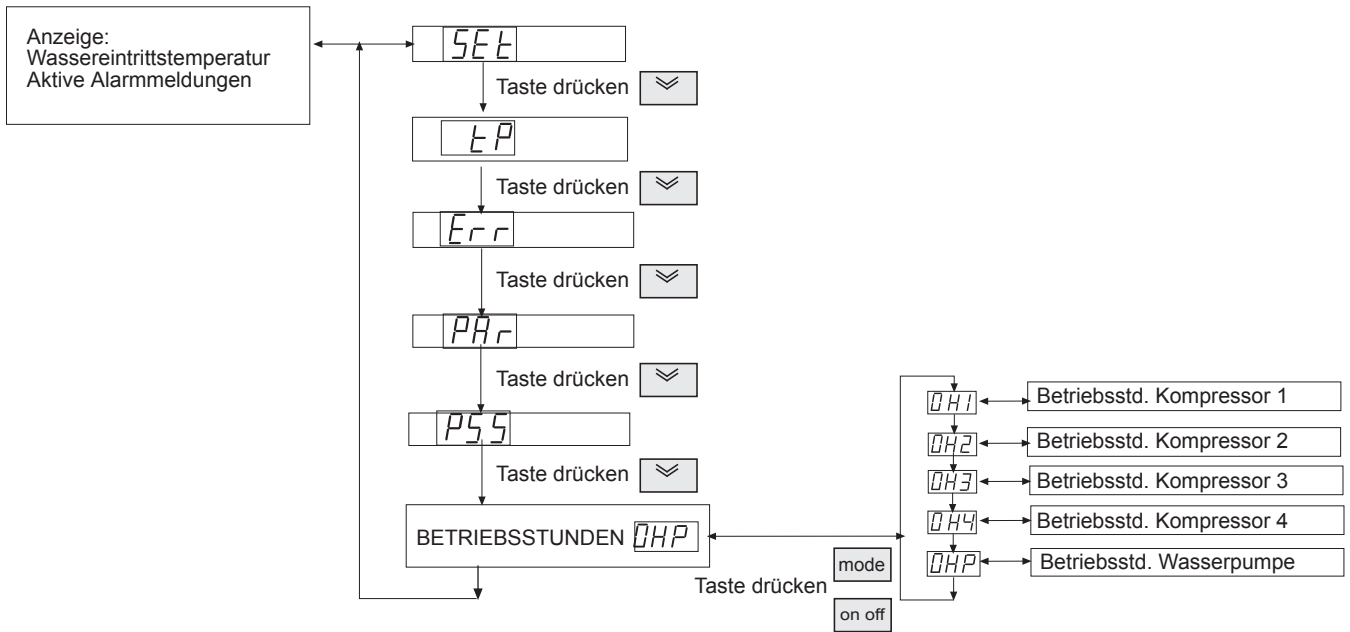 Anzeige:
Wassereintrittstemperatur
Aktive Alarmmeldungen
SEt
Taste drücken
tP
Taste drücken
Err
Taste drücken
PAr
Taste drücken
PSS
Taste drücken
BETRIEBSSTUNDEN OHP
Taste drücken
mode
on off
OH1 Betriebsstd. Kompressor 1
OH2 Betriebsstd. Kompressor 2
OH3 Betriebsstd. Kompressor 3
OH4 Betriebsstd. Kompressor 4
OHP Betriebsstd. Wasserpumpe